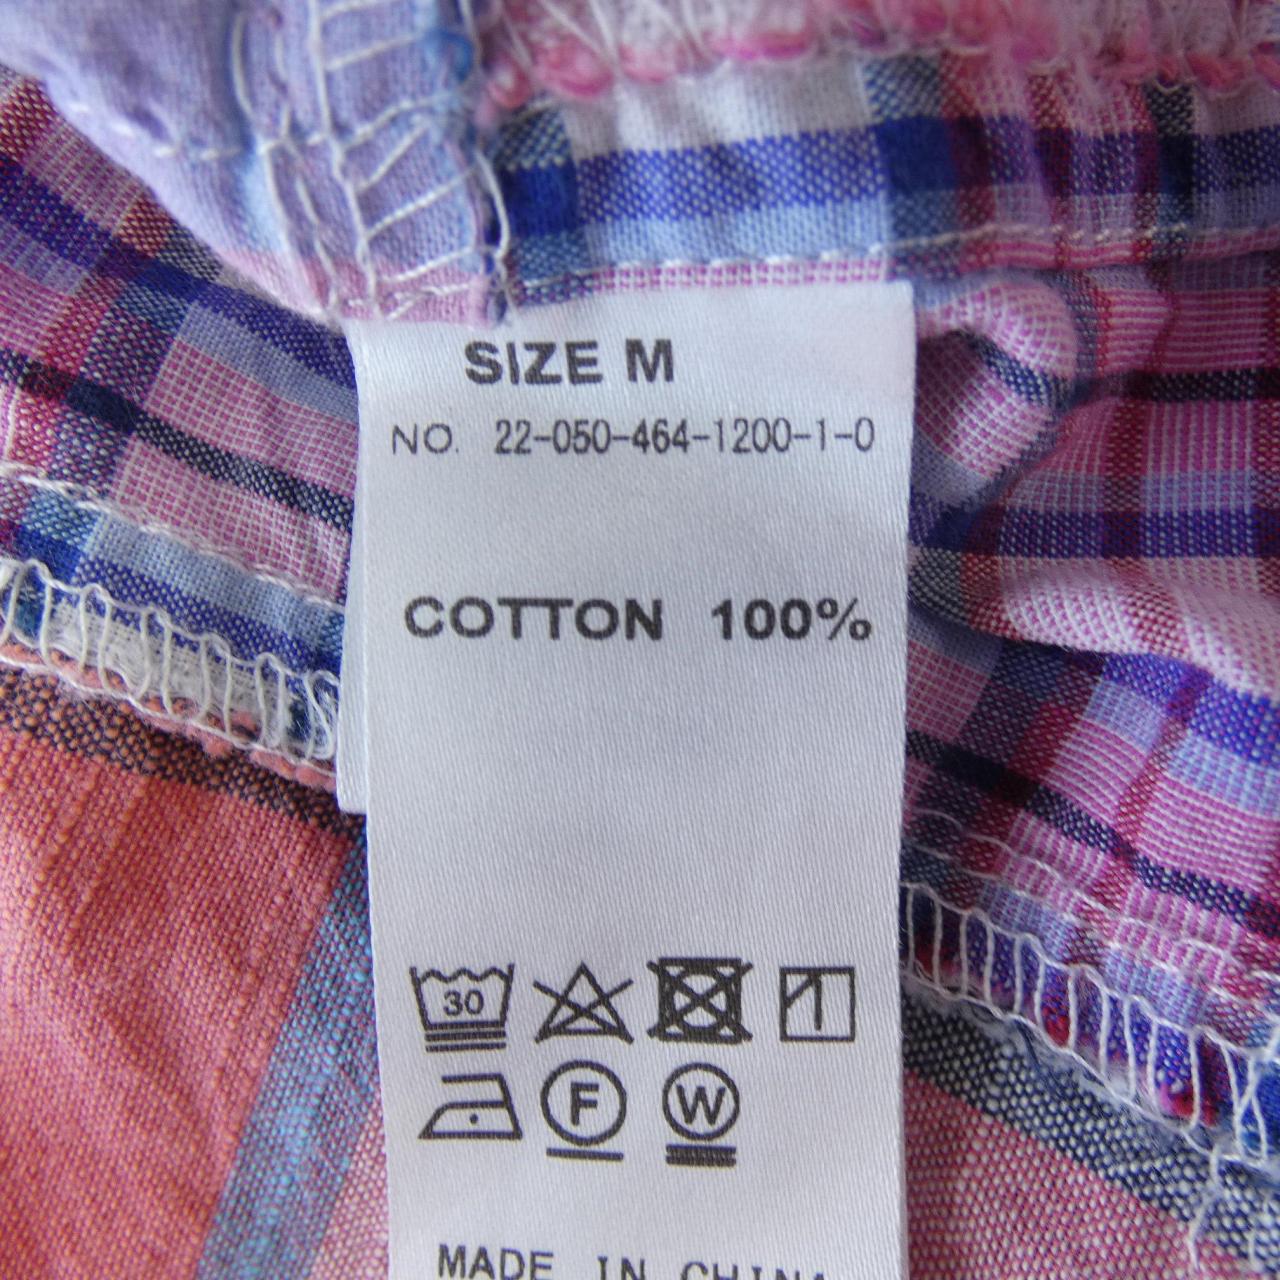 SIZE M
NO. 22-050-464-1200-1-0
COTTON 100%
30
F W
MADE IN CHINA